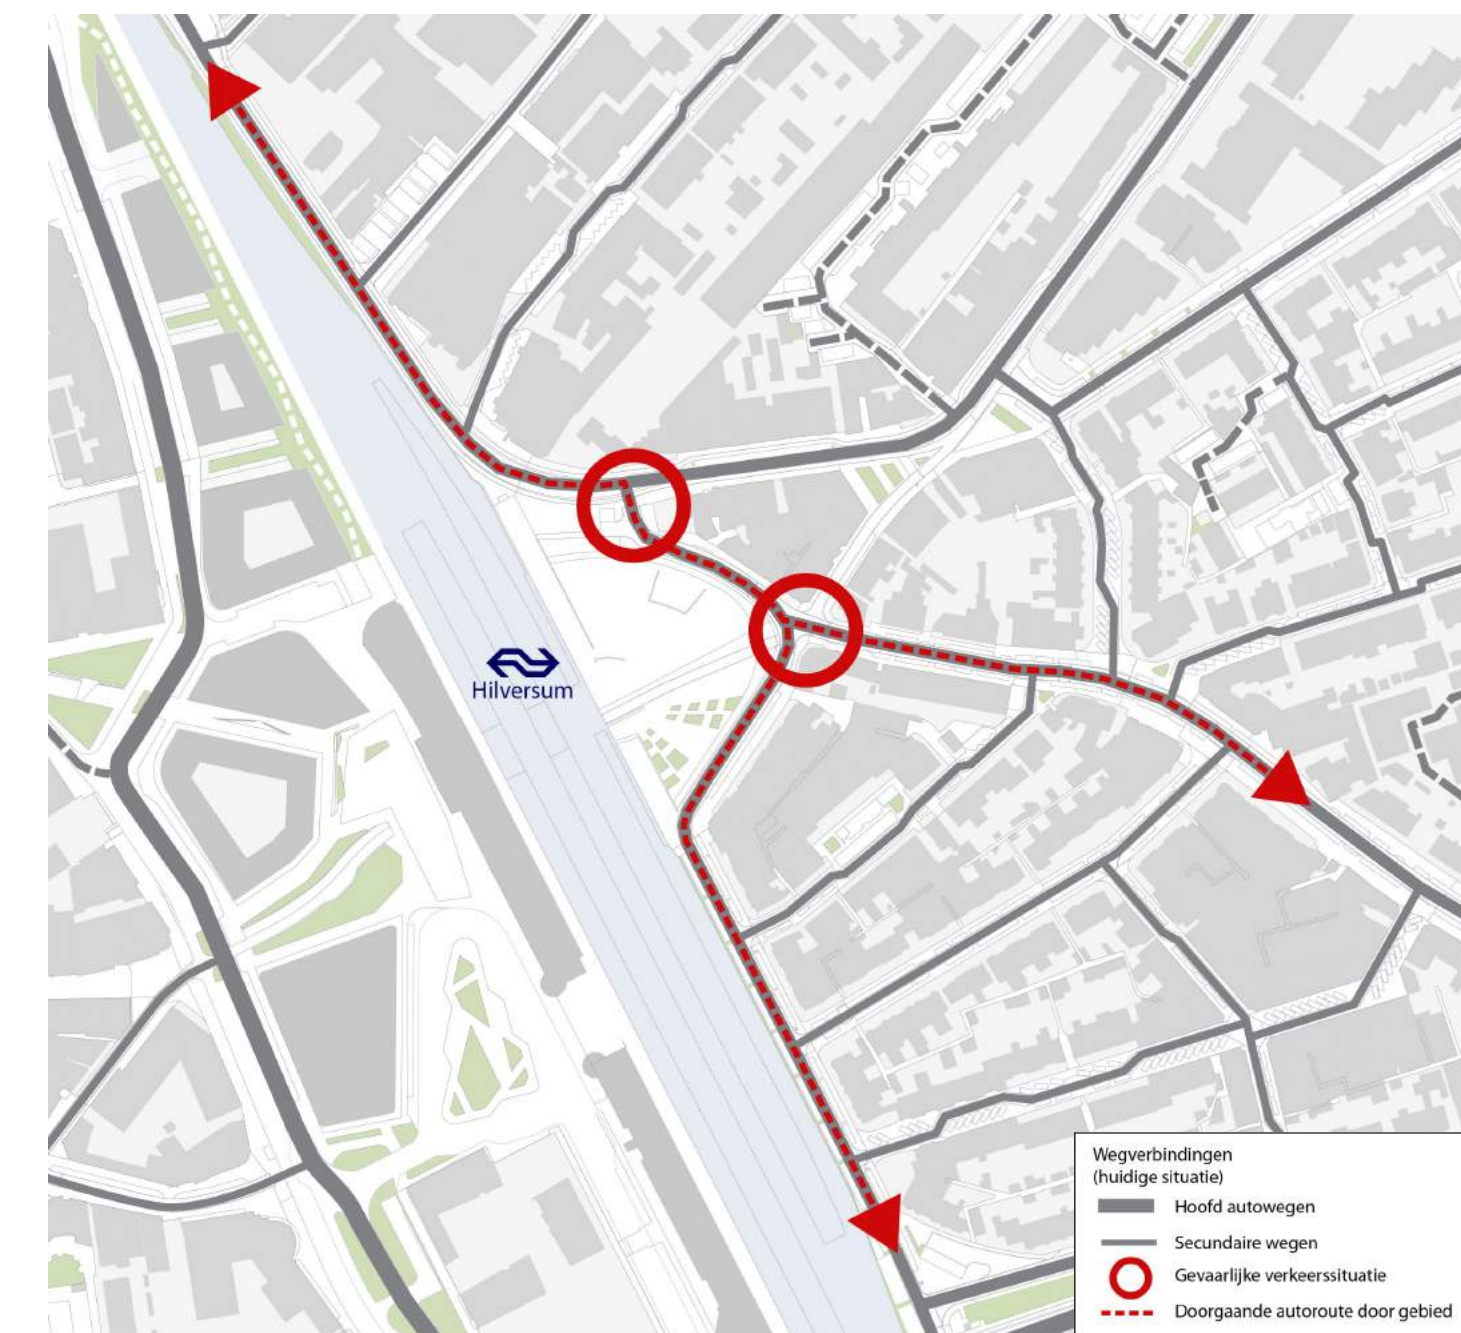 Hilversum
Wegverbindingen
(huidige situatie)
Hoofd autowegen
Secundaire wegen
Gevaarlijke verkeerssituatie
Doorgaande autoroute door gebied